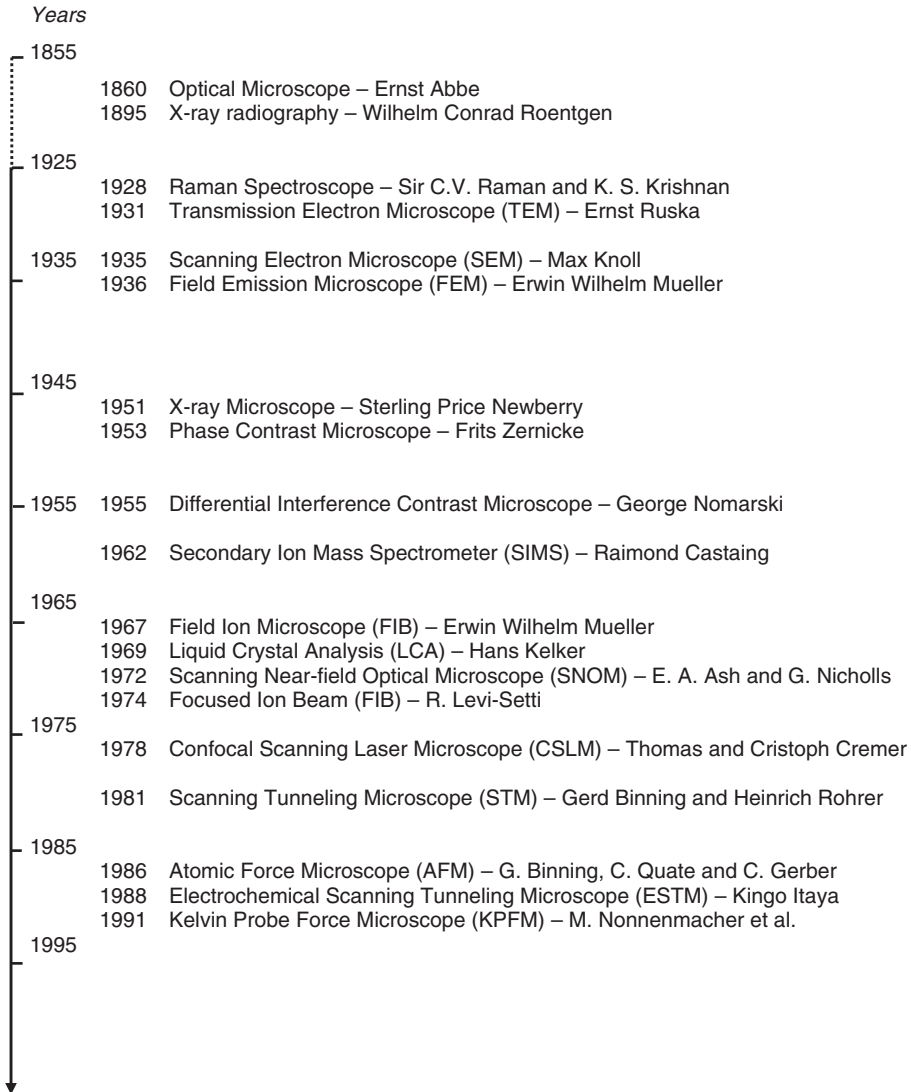 Years
1855
1860 Optical Microscope – Ernst Abbe
1895 X-ray radiography – Wilhelm Conrad Roentgen
1925
1928 Raman Spectroscope – Sir C.V. Raman and K. S. Krishnan
1931 Transmission Electron Microscope (TEM) – Ernst Ruska
1935 1935 Scanning Electron Microscope (SEM) – Max Knoll
1936 Field Emission Microscope (FEM) – Erwin Wilhelm Mueller
1945
1951 X-ray Microscope – Sterling Price Newberry
1953 Phase Contrast Microscope – Frits Zernicke
1955 1955 Differential Interference Contrast Microscope – George Nomarski
1962 Secondary Ion Mass Spectrometer (SIMS) – Raimond Castaing
1965
1967 Field Ion Microscope (FIB) – Erwin Wilhelm Mueller
1969 Liquid Crystal Analysis (LCA) – Hans Kelker
1972 Scanning Near-field Optical Microscope (SNOM) – E. A. Ash and G. Nicholls
1974 Focused Ion Beam (FIB) – R. Levi-Setti
1975
1978 Confocal Scanning Laser Microscope (CSLM) – Thomas and Cristoph Cremer
1981 Scanning Tunneling Microscope (STM) – Gerd Binning and Heinrich Rohrer
1985
1986 Atomic Force Microscope (AFM) – G. Binning, C. Quate and C. Gerber
1988 Electrochemical Scanning Tunneling Microscope (ESTM) – Kingo Itaya
1991 Kelvin Probe Force Microscope (KPFM) – M. Nonnenmacher et al.
1995